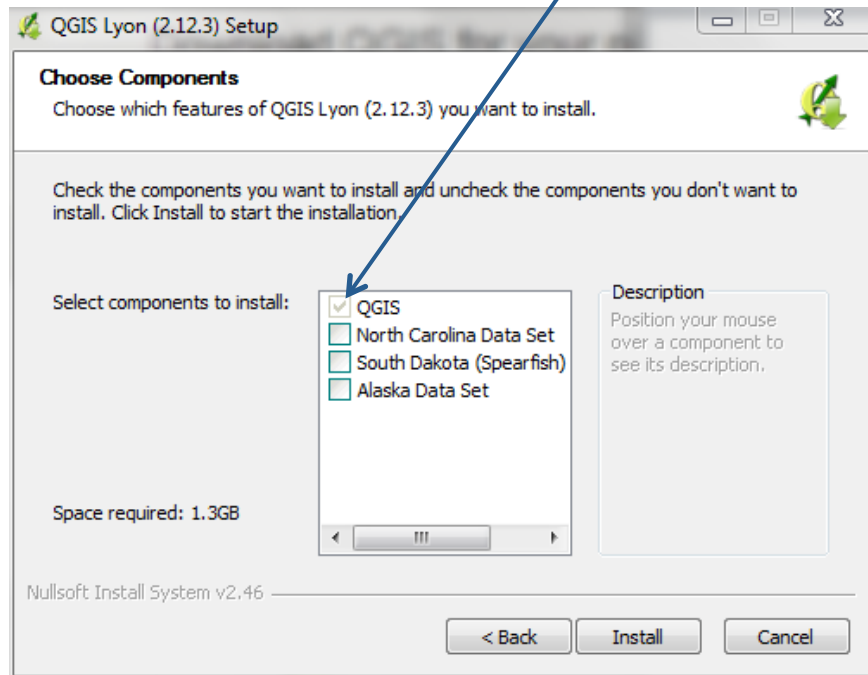 QGIS Lyon (2.12.3) Setup
Download QGIS for your
Choose Components
Choose which features of QGIS Lyon (2.12.3) you want to install.
Check the components you want to install and uncheck the components you don't want to
install. Click Install to start the installation.
Select components to install:
QGIS
North Carolina Data Set
South Dakota (Spearfish)
Alaska Data Set
Description
Position your mouse
over a component to
see its description.
Space required: 1.3GB
Nullsoft Install System v2.46
< Back
Install
Cancel